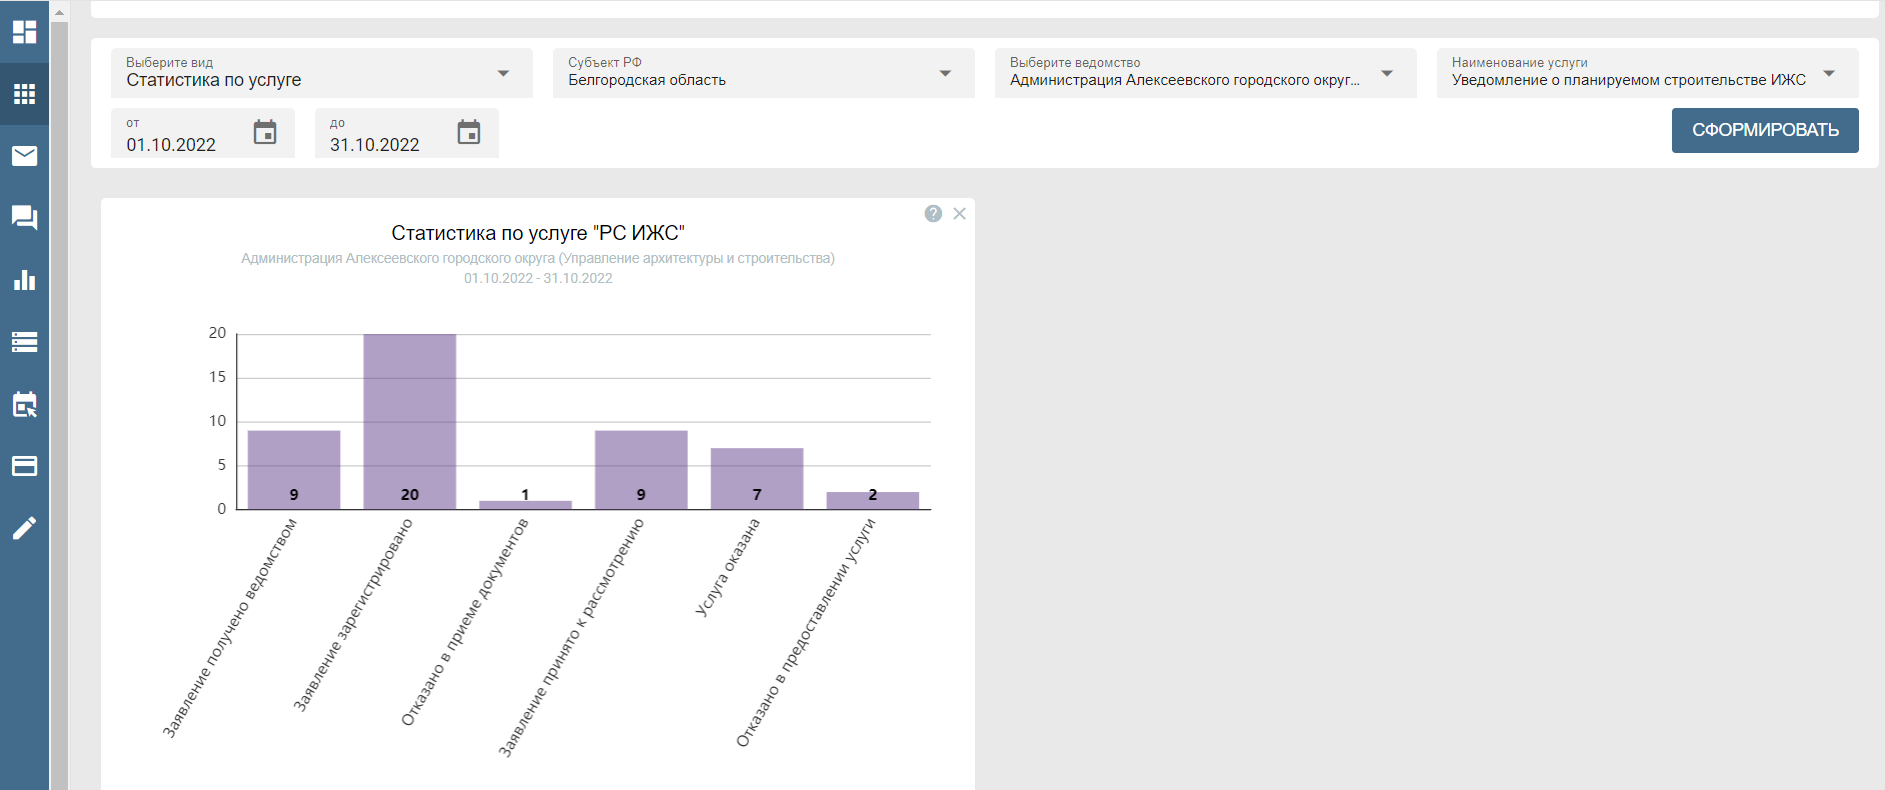 Выберите вид
Статистика по услуге
Субъект РФ
Белгородская область
Выберите ведомство
Администрация Алексеевского городского округ...
Наименование услуги
Уведомление о планируемом строительстве ИЖС
от
01.10.2022
до
31.10.2022
СФОРМИРОВАТЬ
Статистика по услуге "РС ИЖС"
Администрация Алексеевского городского округа (Управление архитектуры и строительства)
01.10.2022 - 31.10.2022
20
15
10
5
0
9
20
1
9
7
2
Заявление получено ведомством
Заявление зарегистрировано
Отказано в приеме документов
Заявление принято к рассмотрению
Услуга оказана
Отказано в предоставлении услуги